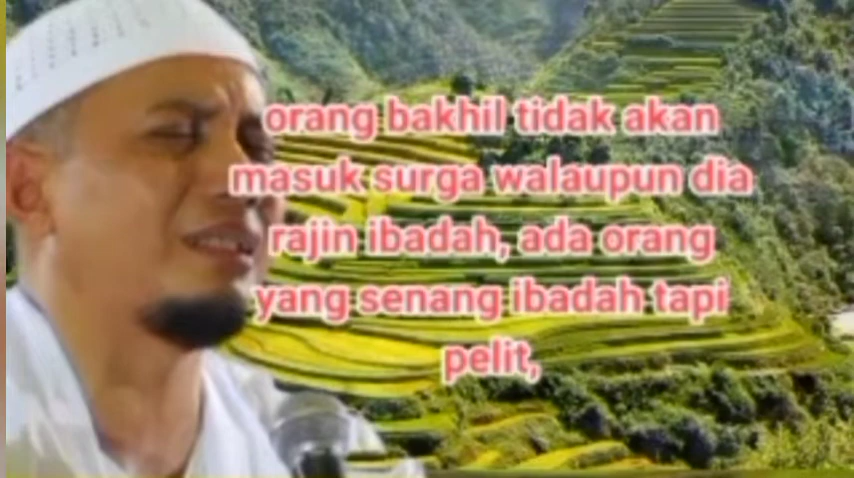 orang bakhil tidak akan
masuk surga walaupun dia
rajin ibadah, ada orang
yang senang ibadah tapi
pelit,